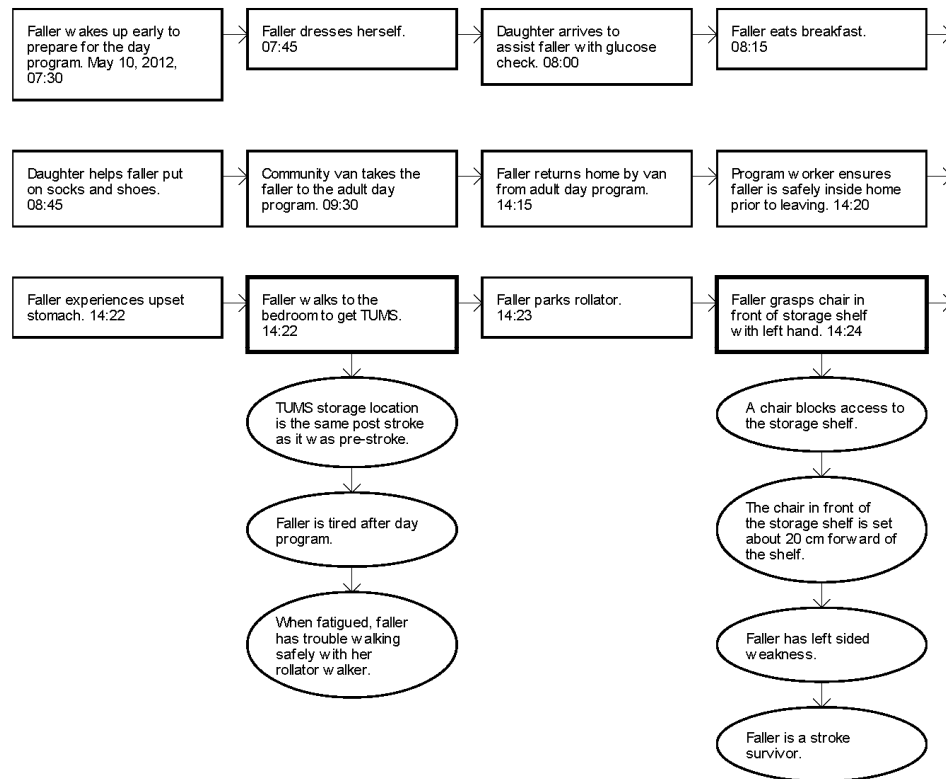 Faller wakes up early to
prepare for the day
program. May 10, 2012,
07:30
Faller dresses herself.
07:45
Daughter arrives to
assist faller with glucose
check. 08:00
Faller eats breakfast.
08:15
Daughter helps faller put
on socks and shoes.
08:45
Community van takes the
faller to the adult day
program. 09:30
Faller returns home by van
from adult day program.
14:15
Program worker ensures
faller is safely inside home
prior to leaving. 14:20
Faller experiences upset
stomach. 14:22
Faller walks to the
bedroom to get TUMS.
14:22
Faller parks rollator.
14:23
Faller grasps chair in
front of storage shelf
with left hand. 14:24
TUMS storage location
is the same post stroke
as it was pre-stroke.
Faller is tired after day
program.
When fatigued, faller
has trouble walking
safely with her
rollator walker.
A chair blocks access to
the storage shelf.
The chair in front of
the storage shelf is set
about 20 cm forward of
the shelf.
Faller has left sided
weakness.
Faller is a stroke
survivor.